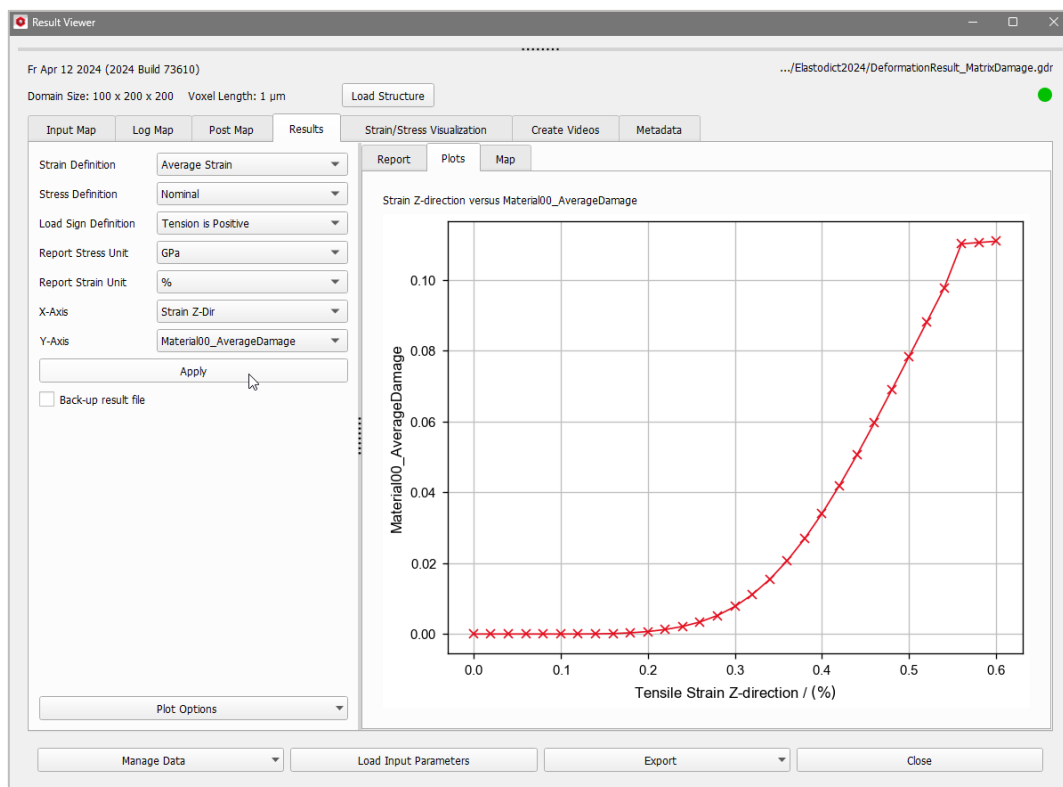 Result Viewer
Fr Apr 12 2024 (2024 Build 73610)
.../Elastodict2024/DeformationResult_MatrixDamage.gdr
Domain Size: 100 x 200 x 200 Voxel Length: 1 µm
Load Structure
Input Map Log Map Post Map Results Strain/Stress Visualization Create Videos Metadata
Strain Definition Average Strain
Stress Definition Nominal
Load Sign Definition Tension is Positive
Report Stress Unit GPa
Report Strain Unit %
X-Axis Strain Z-Dir
Y-Axis Material00_AverageDamage
Apply
Back-up result file
Plot Options
Report Plots Map
Strain Z-direction versus Material00_AverageDamage
Material00_AverageDamage
0.10
0.08
0.06
0.04
0.02
0.00
0.0 0.1 0.2 0.3 0.4 0.5 0.6
Tensile Strain Z-direction / (%)
Manage Data Load Input Parameters Export Close